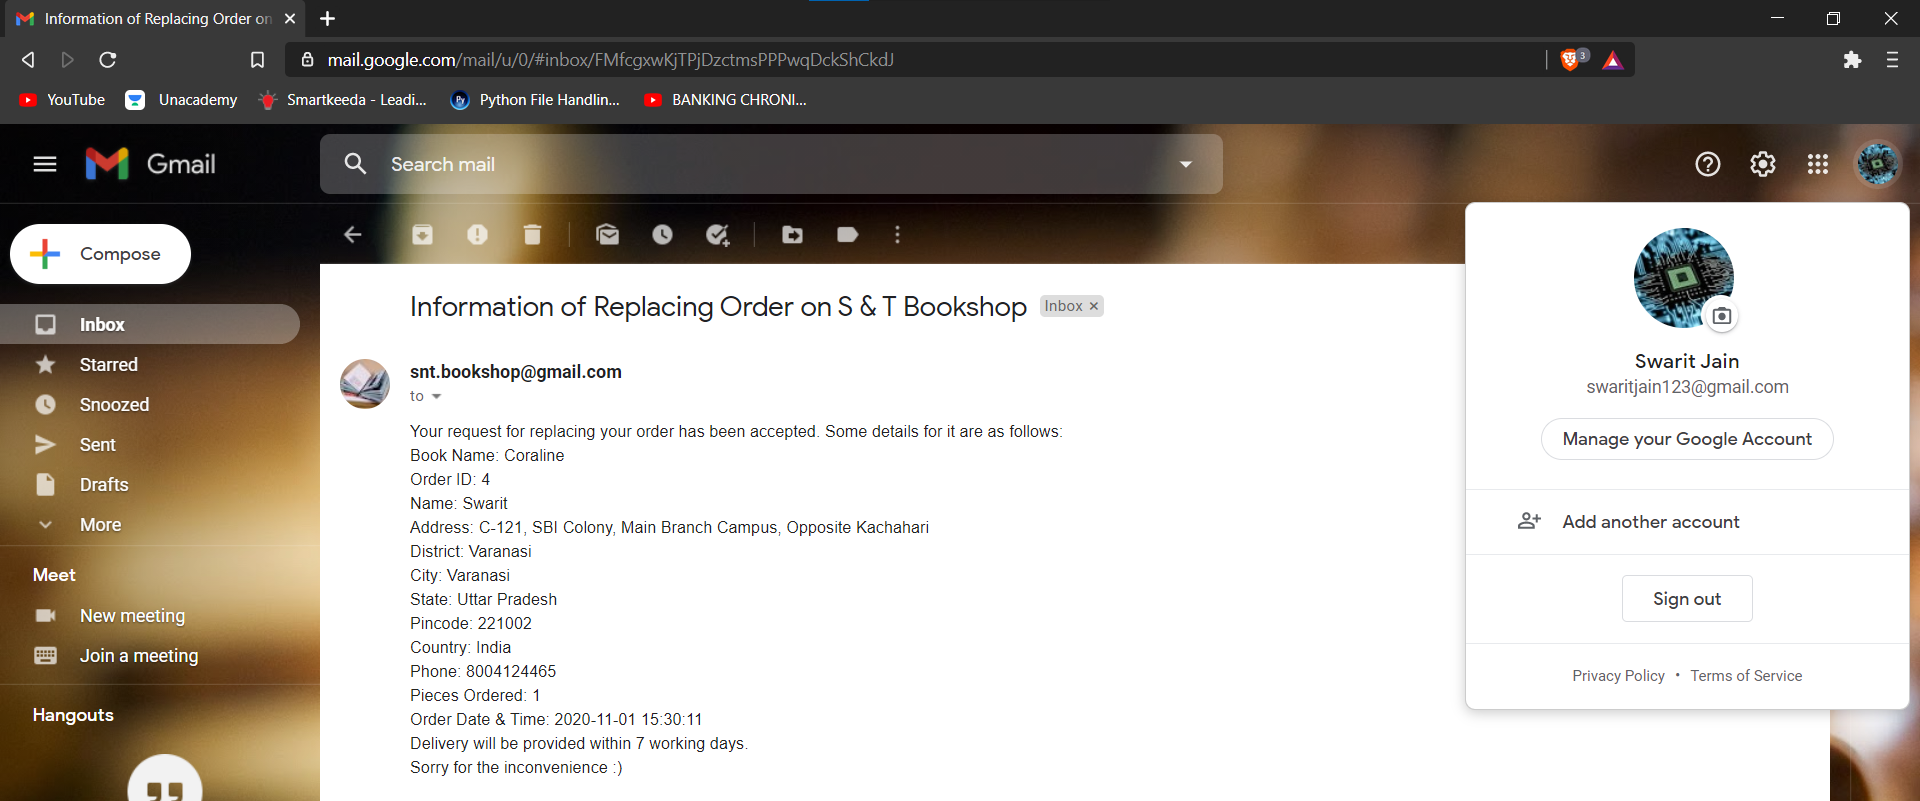 Information of Replacing Order on
mail.google.com/mail/u/0/#inbox/FMfcgxwKjTPjDzctmsPPPwqDckShCkdJ
3
YouTube
Unacademy
Smartkeeda - Leadi...
Py
Python File Handlin...
BANKING CHRONI...
Gmail
Search mail
Compose
Inbox
Starred
Snoozed
Sent
Drafts
More
Meet
New meeting
Join a meeting
Hangouts
Information of Replacing Order on S & T Bookshop
Inbox ×
snt.bookshop@gmail.com
to
Your request for replacing your order has been accepted. Some details for it are as follows:
Book Name: Coraline
Order ID: 4
Name: Swarit
Address: C-121, SBI Colony, Main Branch Campus, Opposite Kachahari
District: Varanasi
City: Varanasi
State: Uttar Pradesh
Pincode: 221002
Country: India
Phone: 8004124465
Pieces Ordered: 1
Order Date & Time: 2020-11-01 15:30:11
Delivery will be provided within 7 working days.
Sorry for the inconvenience :)
Swarit Jain
swaritjain123@gmail.com
Manage your Google Account
Add another account
Sign out
Privacy Policy • Terms of Service